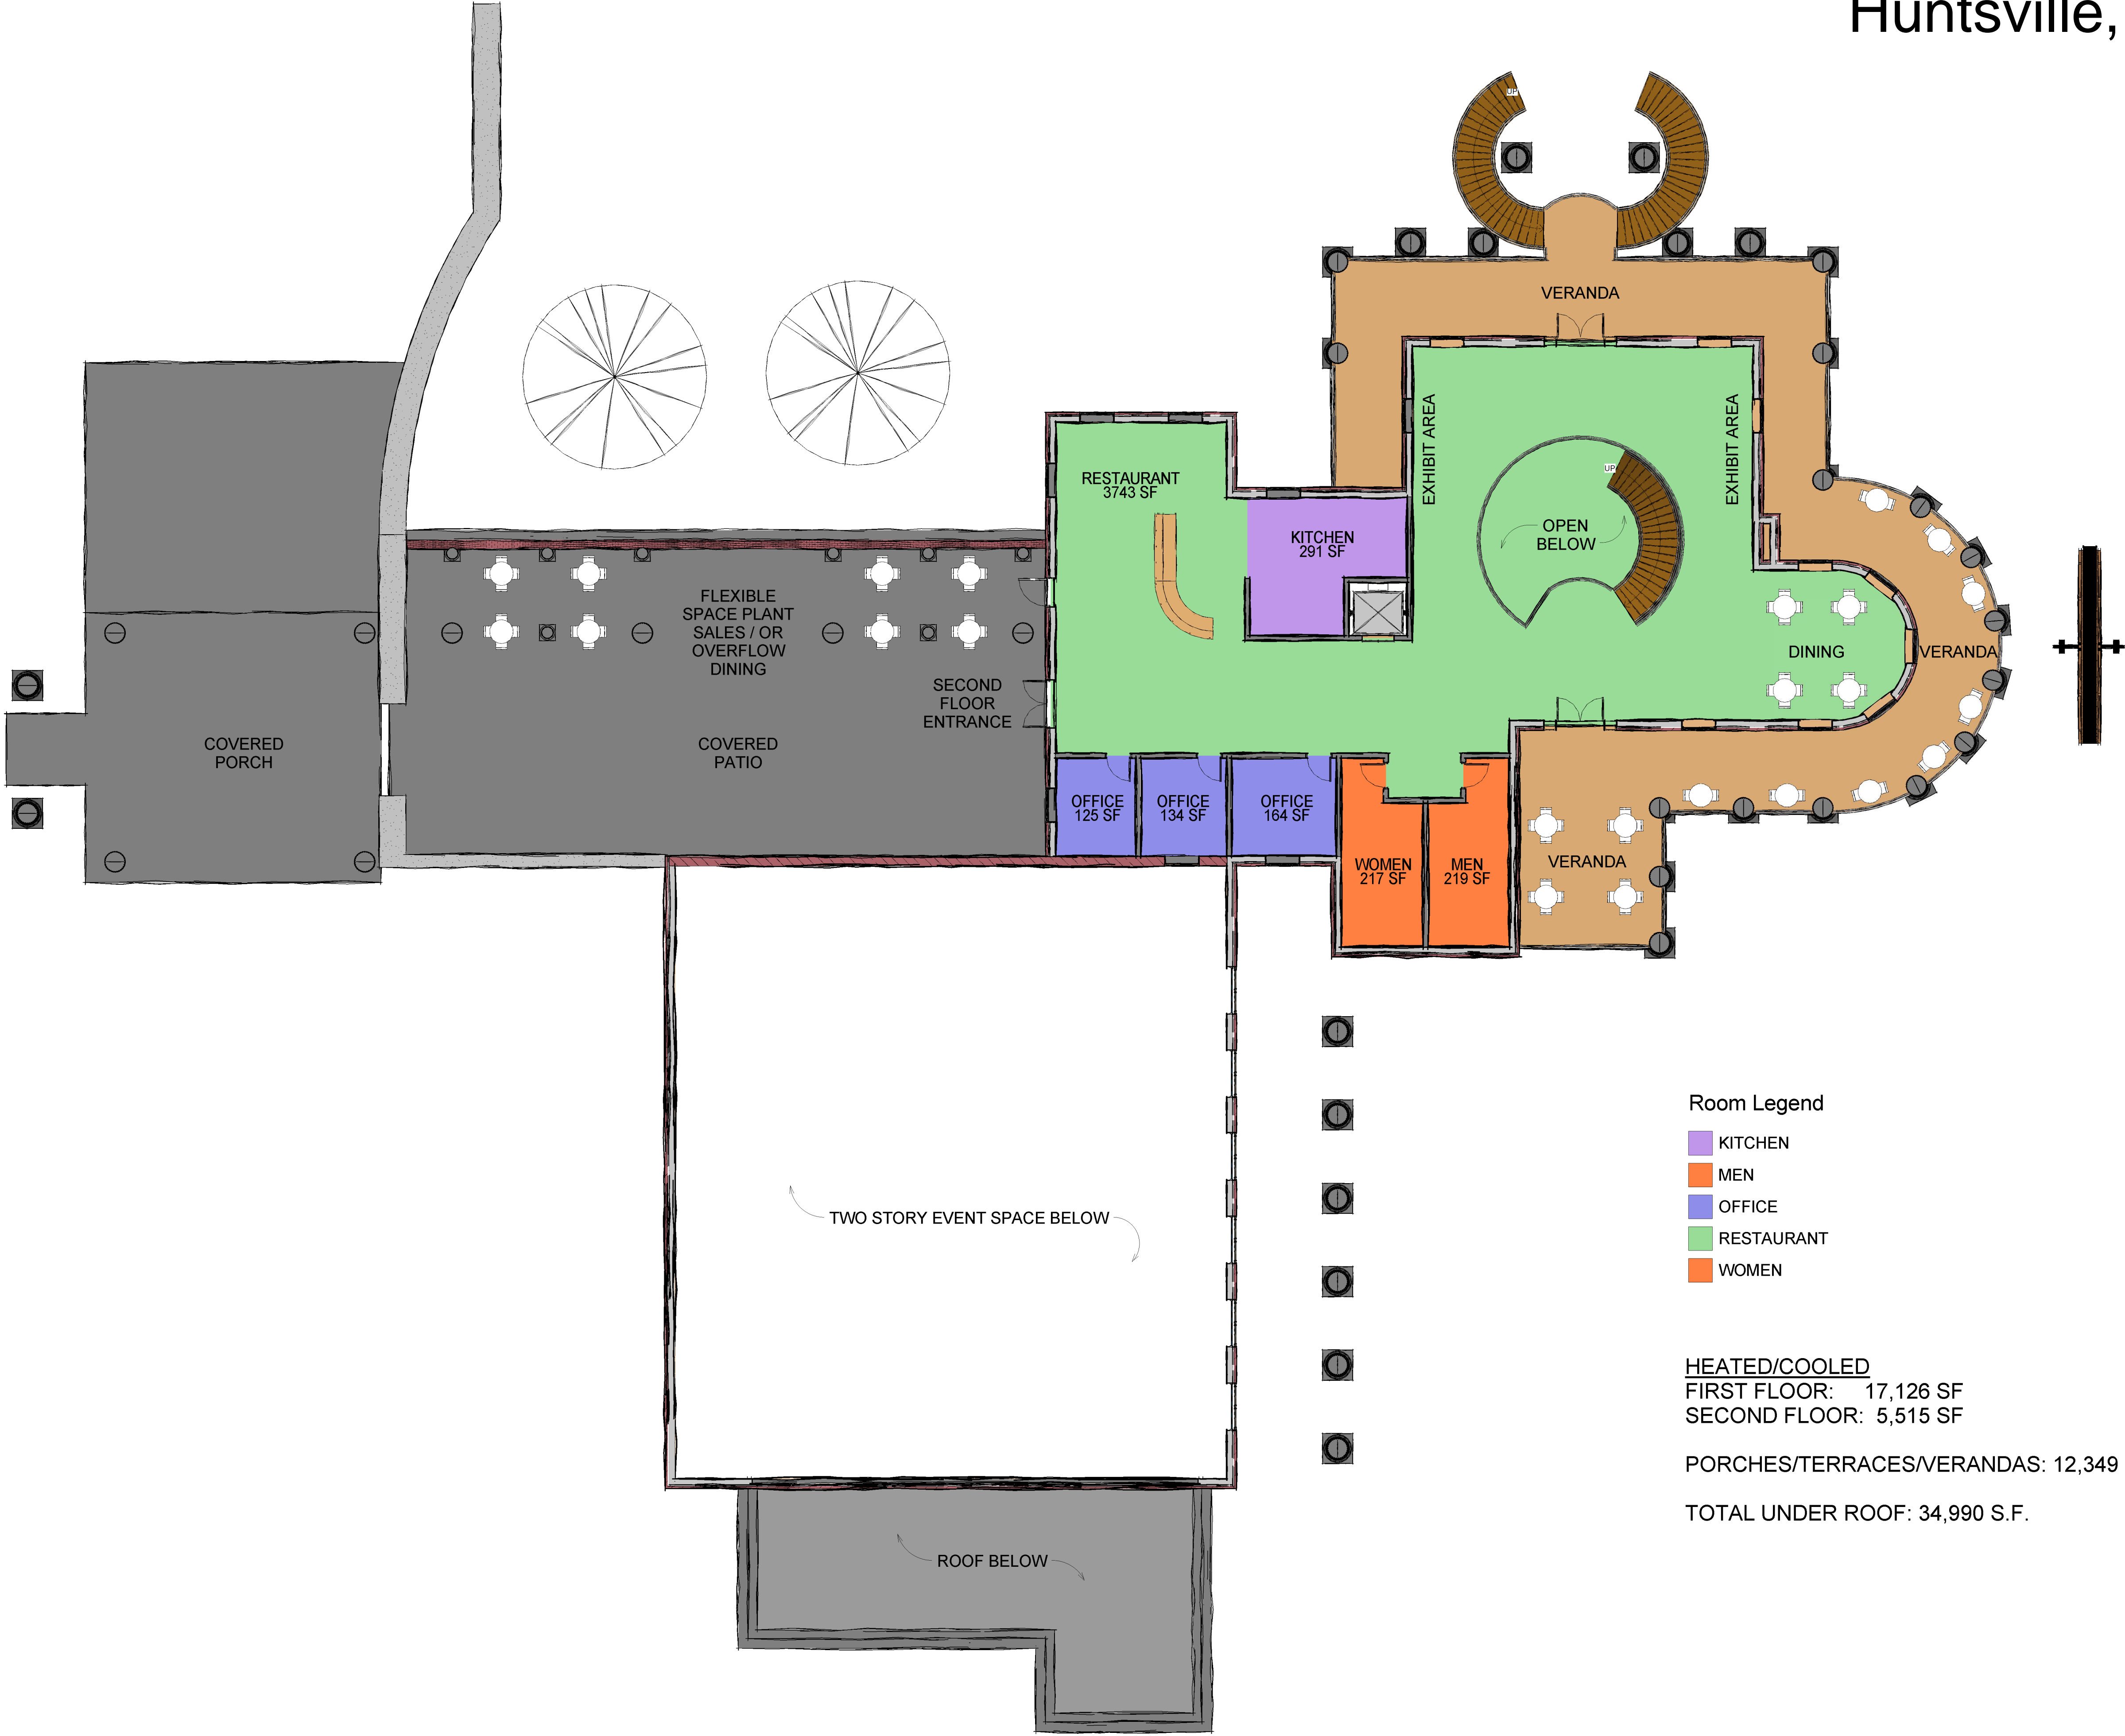 Huntsville,
UP
VERANDA
EXHIBIT AREA
EXHIBIT AREA
UP
OPEN
BELOW
RESTAURANT
3743 SF
KITCHEN
291 SF
FLEXIBLE
SPACE PLANT
SALES / OR
OVERFLOW
DINING
SECOND
FLOOR
ENTRANCE
DINING
VERANDA
COVERED
PORCH
COVERED
PATIO
OFFICE
125 SF
OFFICE
134 SF
OFFICE
164 SF
WOMEN
217 SF
MEN
219 SF
VERANDA
TWO STORY EVENT SPACE BELOW
ROOF BELOW
Room Legend
KITCHEN
MEN
OFFICE
RESTAURANT
WOMEN
HEATED/COOLED
FIRST FLOOR: 17,126 SF
SECOND FLOOR: 5,515 SF
PORCHES/TERRACES/VERANDAS: 12,349
TOTAL UNDER ROOF: 34,990 S.F.